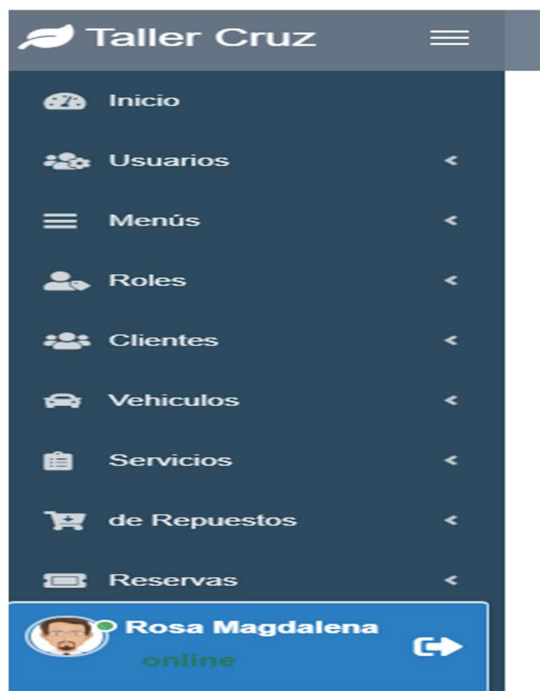 Taller Cruz
Inicio
Usuarios
Menús
Roles
Clientes
Vehiculos
Servicios
de Repuestos
Reservas
Rosa Magdalena
online